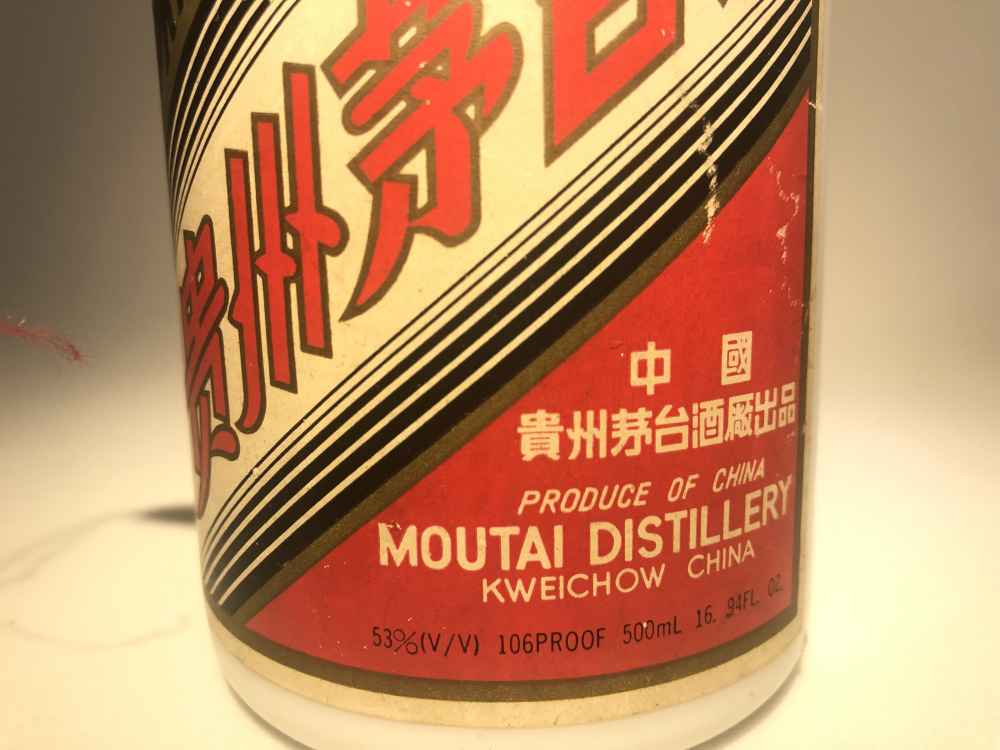 貴州茅台
中國
貴州茅台酒廠出品
PRODUCE OF CHINA
MOUTAI DISTILLERY
KWEICHOW CHINA
53%(V/V) 106PROOF 500mL 16. 94FL. OZ.